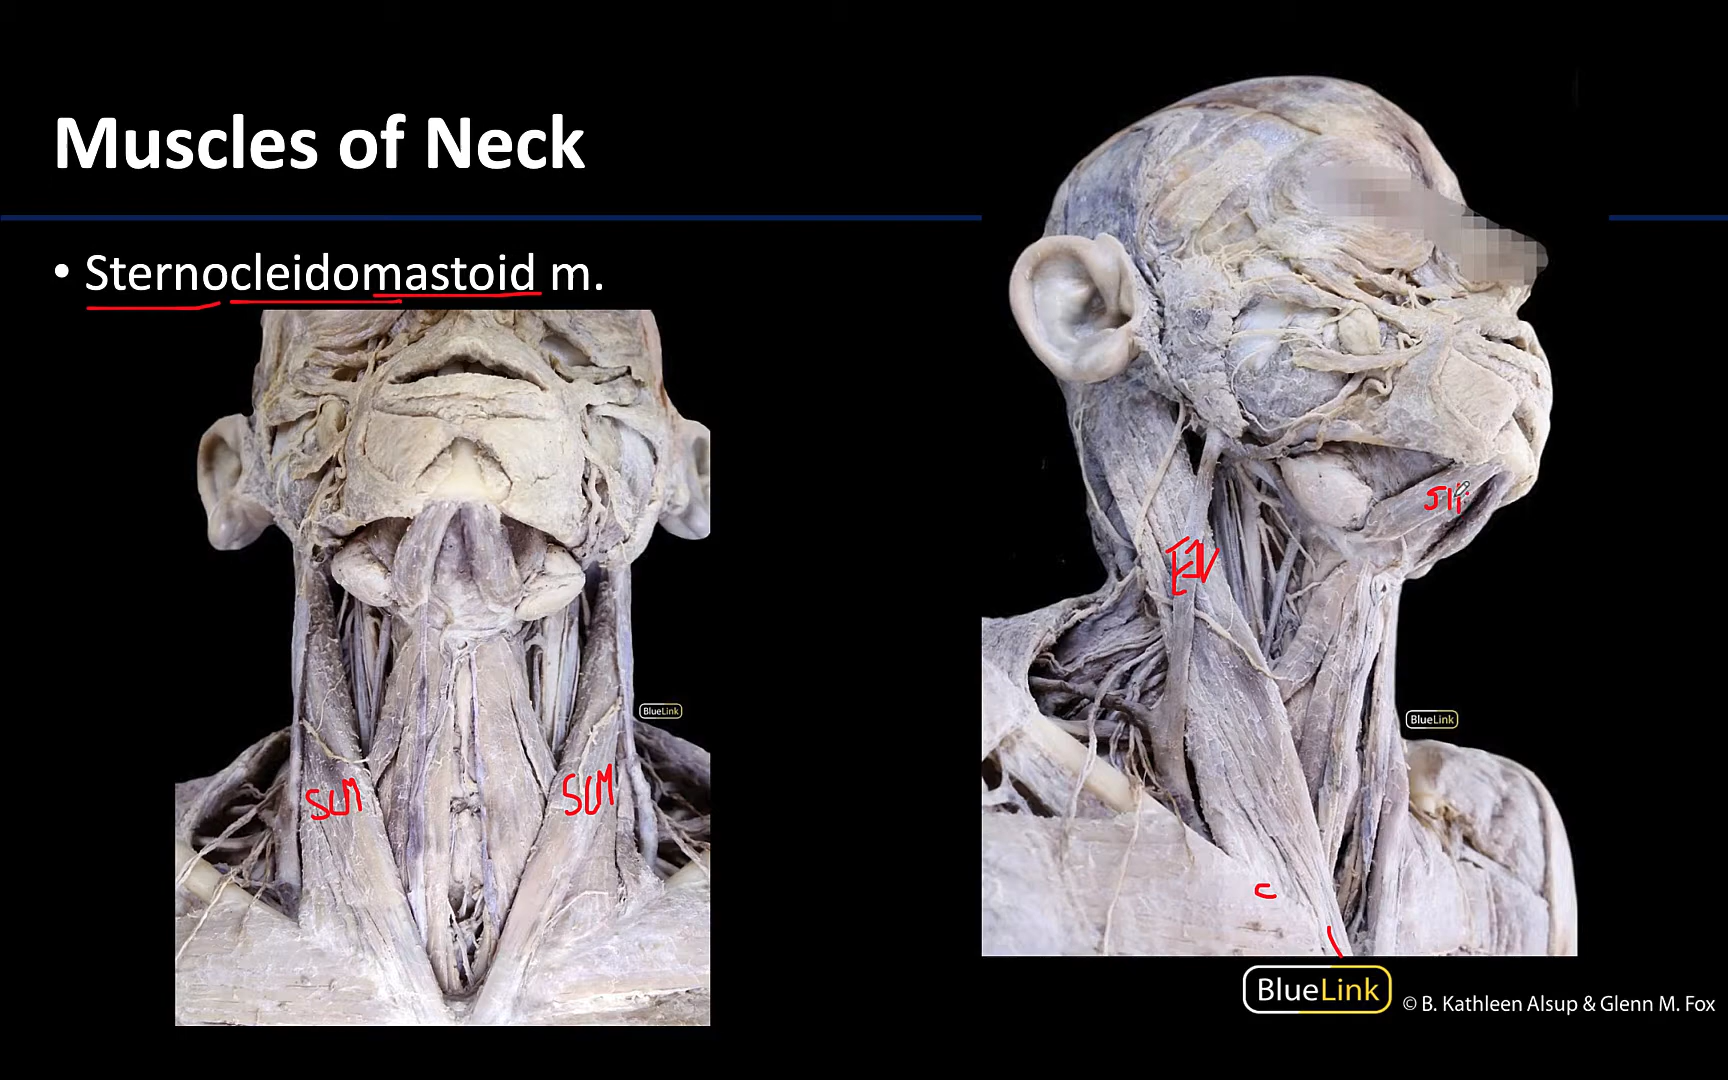 Muscles of Neck
• Sternocleidomastoid m.
SCM
SCM
EJV
C
BlueLink
BlueLink
BlueLink
© B. Kathleen Alsup & Glenn M. Fox